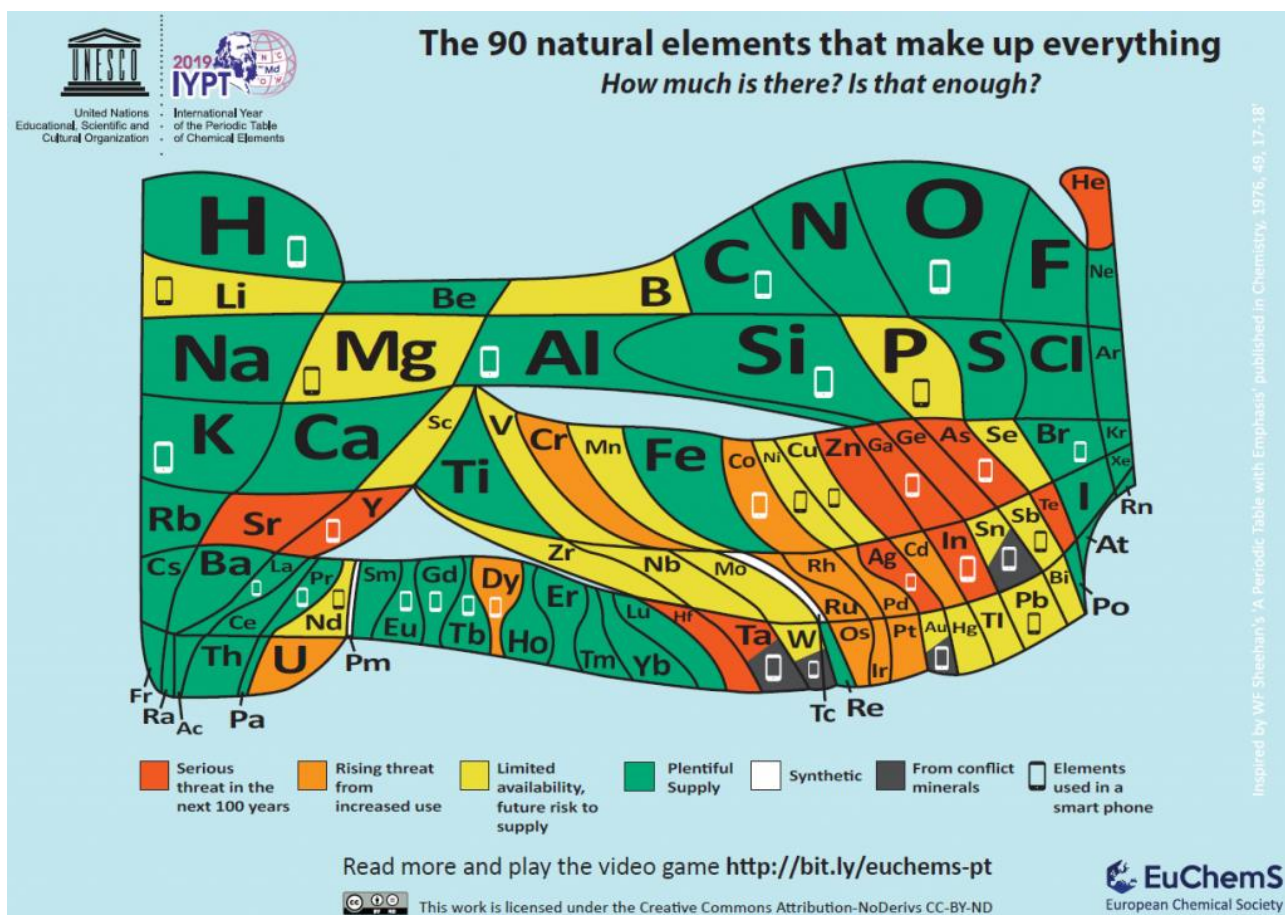 The 90 natural elements that make up everything
How much is there? Is that enough?
UNESCO
United Nations
Educational, Scientific and
Cultural Organization
2019
IYPT
Md
International Year
of the Periodic Table
of Chemical Elements
H
He
Li
Be
B
C
N
O
F
Ne
Na
Mg
Al
Si
P
S
Cl
Ar
K
Ca
Sc
Ti
V
Cr
Mn
Fe
Co
Ni
Cu
Zn
Ga
Ge
As
Se
Br
Kr
Rb
Sr
Y
Zr
Nb
Mo
Tc
Ru
Rh
Pd
Ag
Cd
In
Sn
Sb
Te
I
Xe
Cs
Ba
La
Ce
Pr
Nd
Pm
Sm
Eu
Gd
Tb
Dy
Ho
Er
Tm
Yb
Lu
Hf
Ta
W
Re
Os
Ir
Pt
Au
Hg
Tl
Pb
Bi
Po
At
Rn
Fr
Ra
Ac
Th
Pa
U
Serious
threat in the
next 100 years
Rising threat
from
increased use
Limited
availability,
future risk to
supply
Plentiful
Supply
Synthetic
From conflict
minerals
Elements
used in a
smart phone
Read more and play the video game http://bit.ly/euchems-pt
cc
BY ND
This work is licensed under the Creative Commons Attribution-NoDerivs CC-BY-ND
EuChemS
European Chemical Society
Inspired by WF Sheehan's 'A Periodic Table with Emphasis' published in Chemistry, 1976, 49, 17-18'